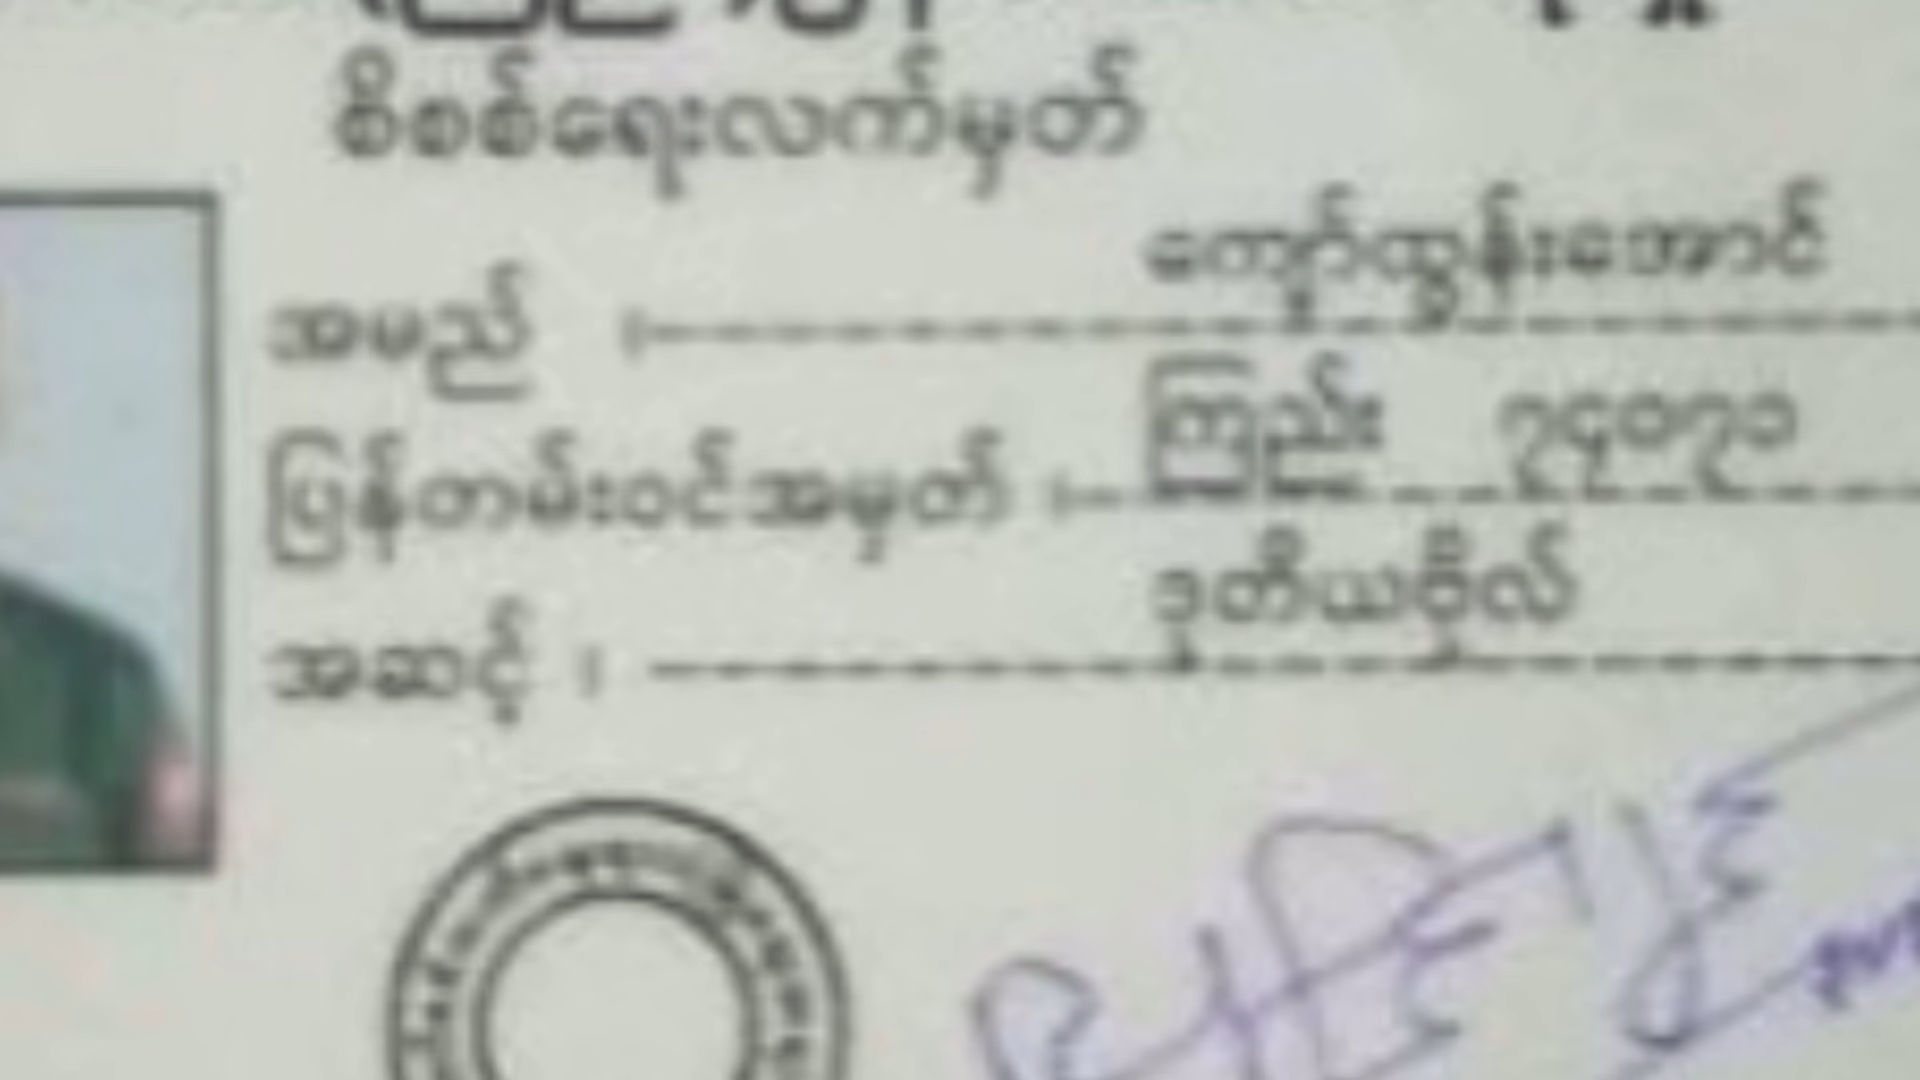 စိစစ်ရေးလက်မှတ်
အမည် : ကျော်ထွန်းအောင်
ပြန်တမ်းဝင်အမှတ် : ကြည်း ၇၄၀၇၁
အဆင့် : ဒုတိယဗိုလ်